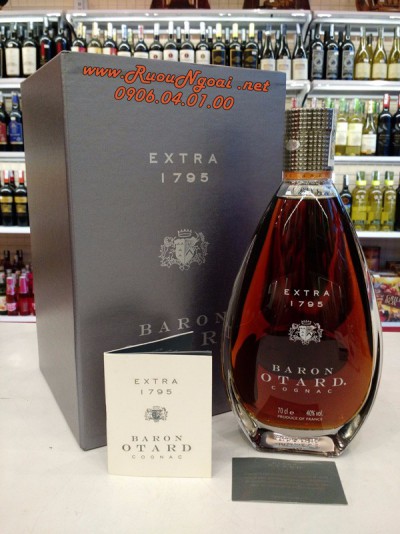 www.RuouNgoai .net
0906.04.01.00
EXTRA
1795
BARON
EXTRA
1795
BARON
OTARD
COGNAC
EXTRA
1795
BARON
OTARD
COGNAC
70 cl e 40% vol.
PRODUCE OF FRANCE